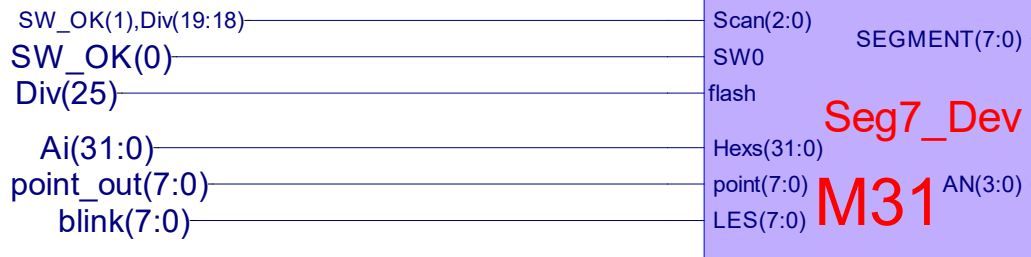 SW_OK(1),Div(19:18) Scan(2:0)
SEGMENT(7:0)
SW_OK(0) SW0
Div(25) flash
Seg7_Dev
Ai(31:0) Hexs(31:0)
point_out(7:0) point(7:0) M31 AN(3:0)
blink(7:0) LES(7:0)